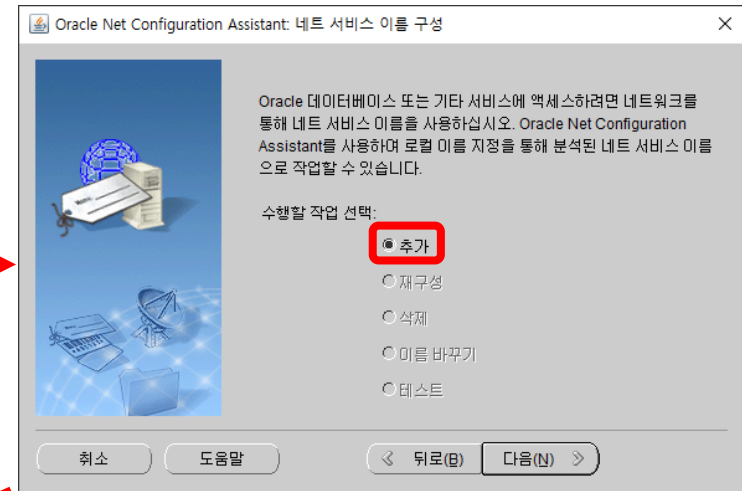 Oracle Net Configuration Assistant: 네트 서비스 이름 구성
Oracle 데이터베이스 또는 기타 서비스에 액세스하려면 네트워크를
통해 네트 서비스 이름을 사용하십시오. Oracle Net Configuration
Assistant를 사용하여 로컬 이름 지정을 통해 분석된 네트 서비스 이름
으로 작업할 수 있습니다.
수행할 작업 선택:
추가
재구성
삭제
이름 바꾸기
테스트
취소 도움말 뒤로(B) 다음(N)